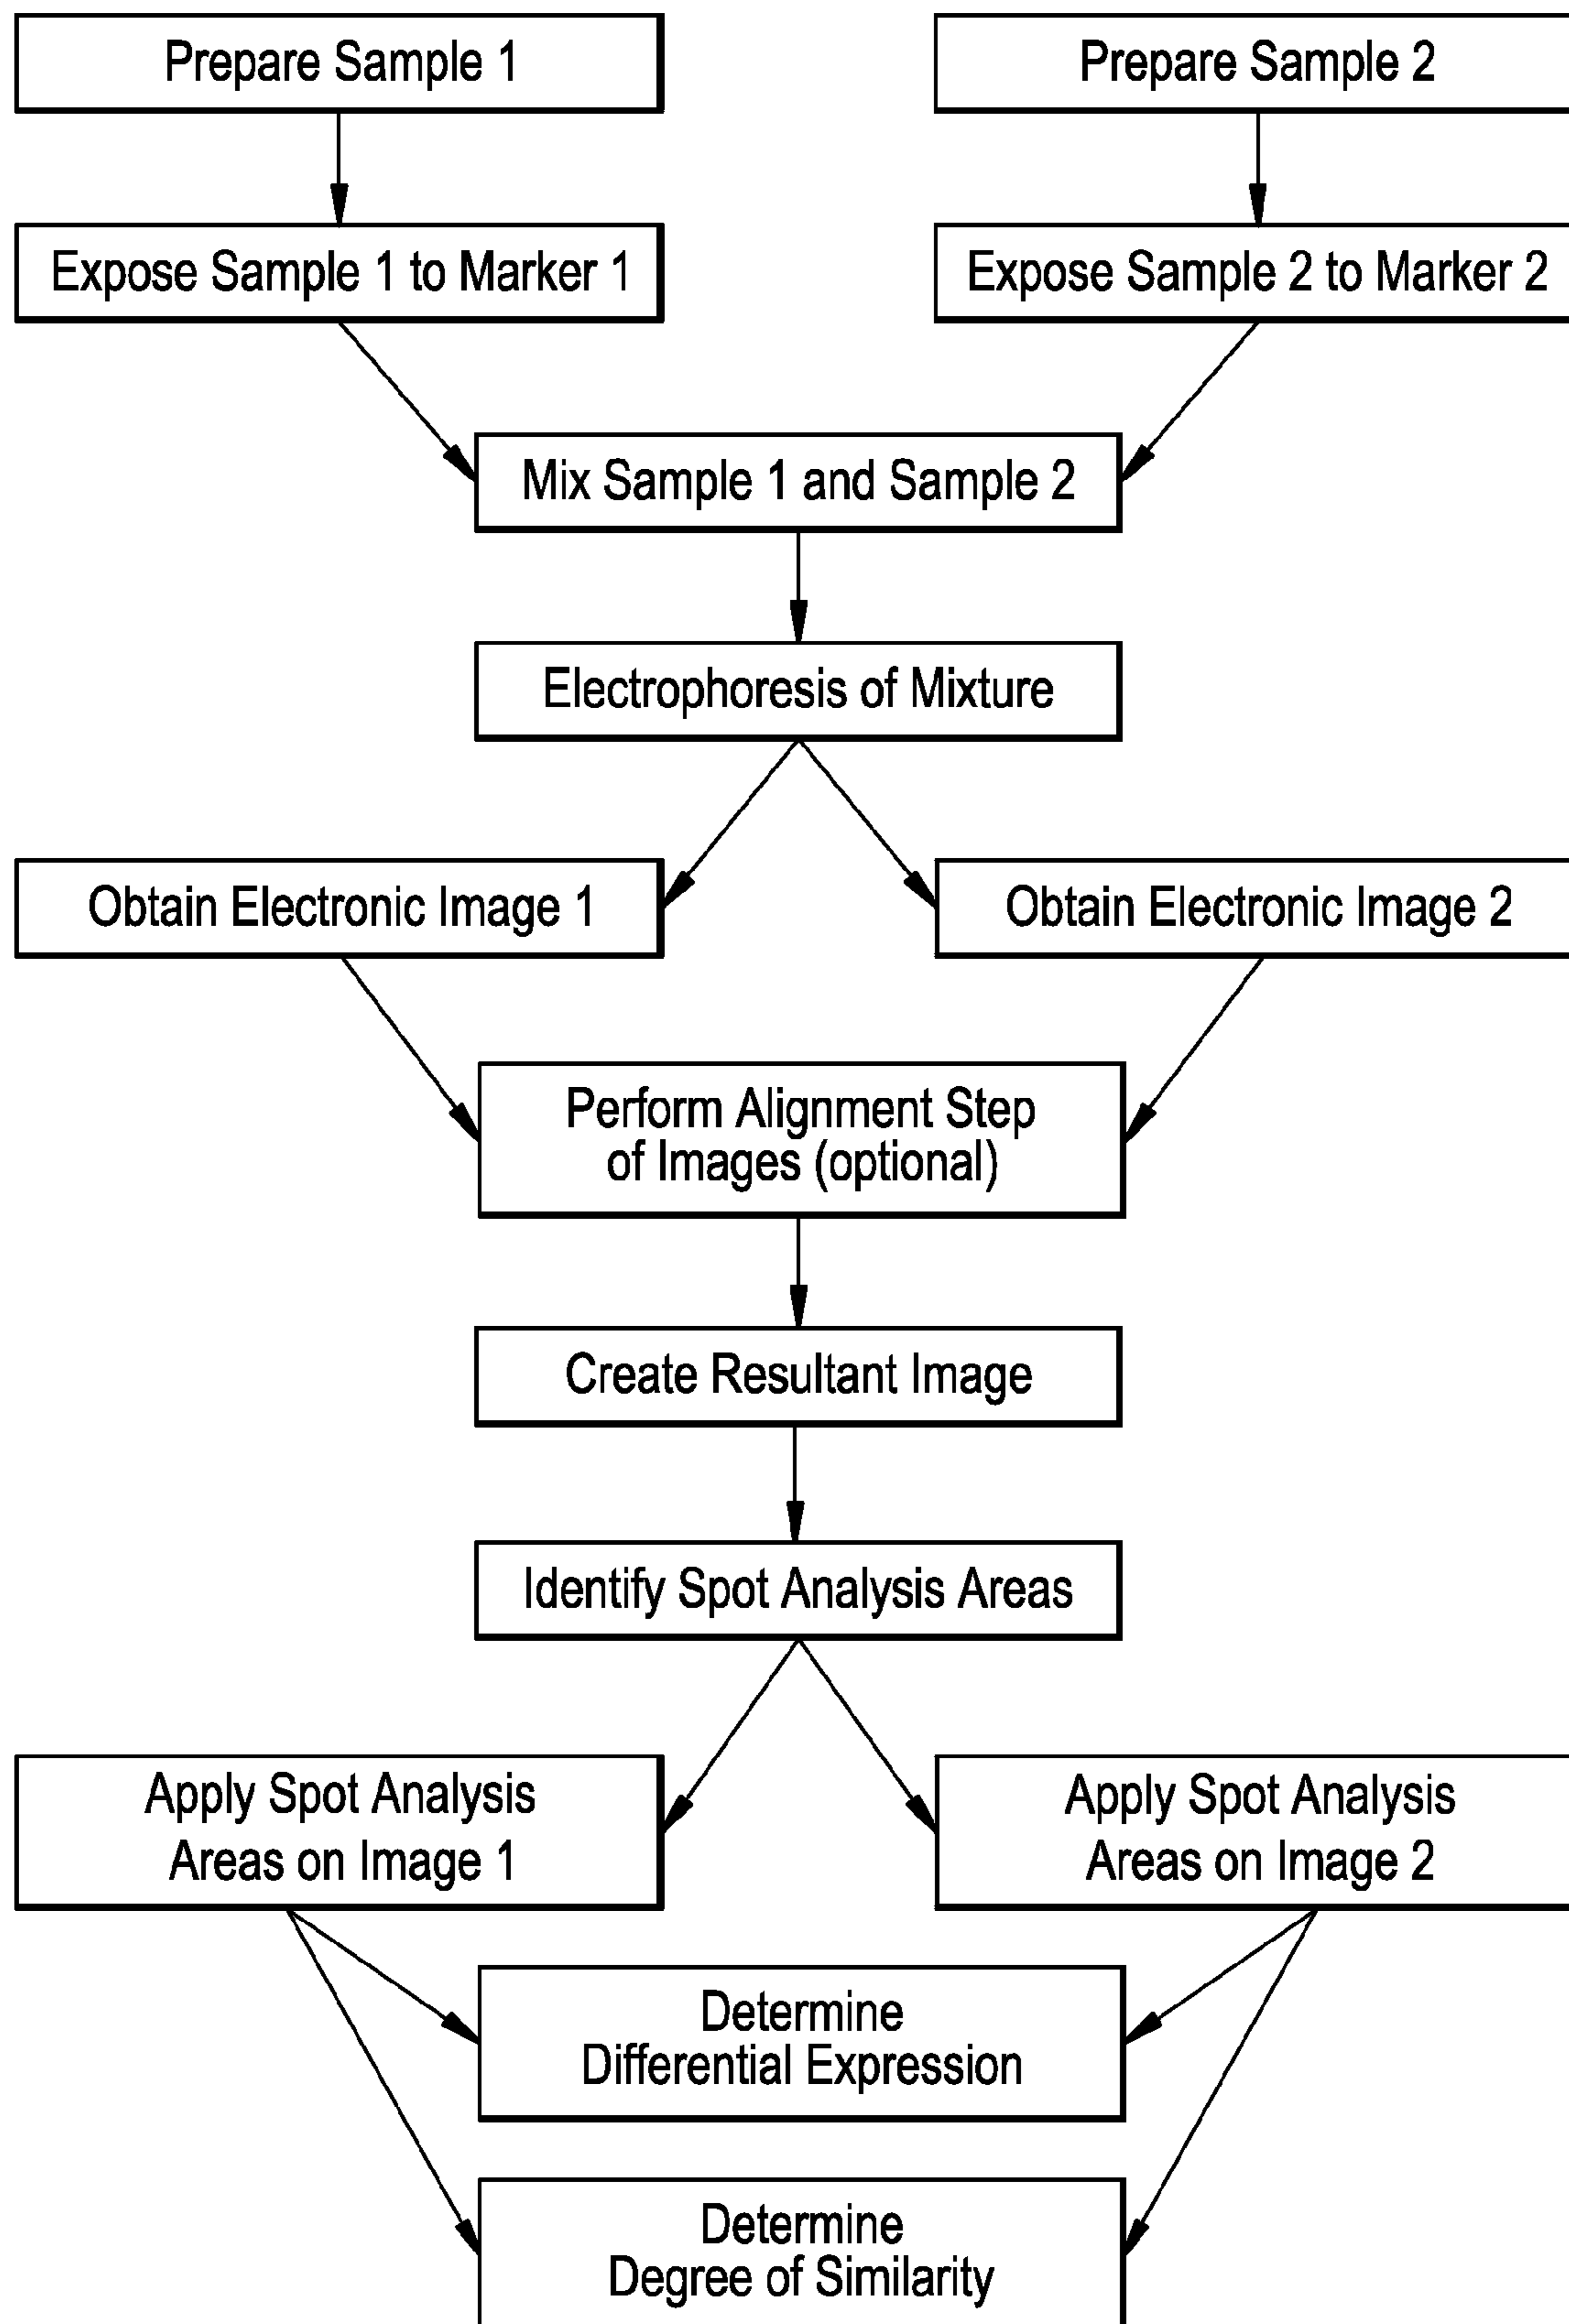 Prepare Sample 1
Prepare Sample 2
Expose Sample 1 to Marker 1
Expose Sample 2 to Marker 2
Mix Sample 1 and Sample 2
Electrophoresis of Mixture
Obtain Electronic Image 1
Obtain Electronic Image 2
Perform Alignment Step
of Images (optional)
Create Resultant Image
Identify Spot Analysis Areas
Apply Spot Analysis
Areas on Image 1
Apply Spot Analysis
Areas on Image 2
Determine
Differential Expression
Determine
Degree of Similarity